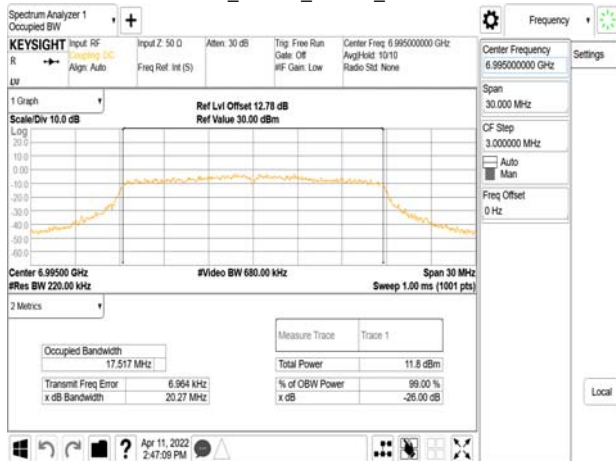 Spectrum Analyzer 1
Occupied BW
+
Frequency
KEYSIGHT
R
LXI
Input: RF
Coupling: DC
Align: Auto
Input Z: 50 Ω
Freq Ref: Int (S)
Atten: 30 dB
Trig: Free Run
Gate: Off
#IF Gain: Low
Center Freq: 6.995000000 GHz
Avg|Hold: 10/10
Radio Std: None
Center Frequency
6.995000000 GHz
Settings
Span
30.000 MHz
CF Step
3.000000 MHz
Auto
Man
Freq Offset
0 Hz
1 Graph
Scale/Div 10.0 dB
Ref Lvl Offset 12.78 dB
Ref Value 30.00 dBm
Log
20.0
10.0
0.00
-10.0
-20.0
-30.0
-40.0
-50.0
-60.0
Center 6.99500 GHz
#Res BW 220.00 kHz
#Video BW 680.00 kHz
Span 30 MHz
Sweep 1.00 ms (1001 pts)
2 Metrics
Measure Trace
Trace 1
Occupied Bandwidth
17.517 MHz
Total Power
11.8 dBm
Transmit Freq Error
6.964 kHz
% of OBW Power
99.00 %
x dB Bandwidth
20.27 MHz
x dB
-26.00 dB
Local
?
Apr 11, 2022
2:47:09 PM